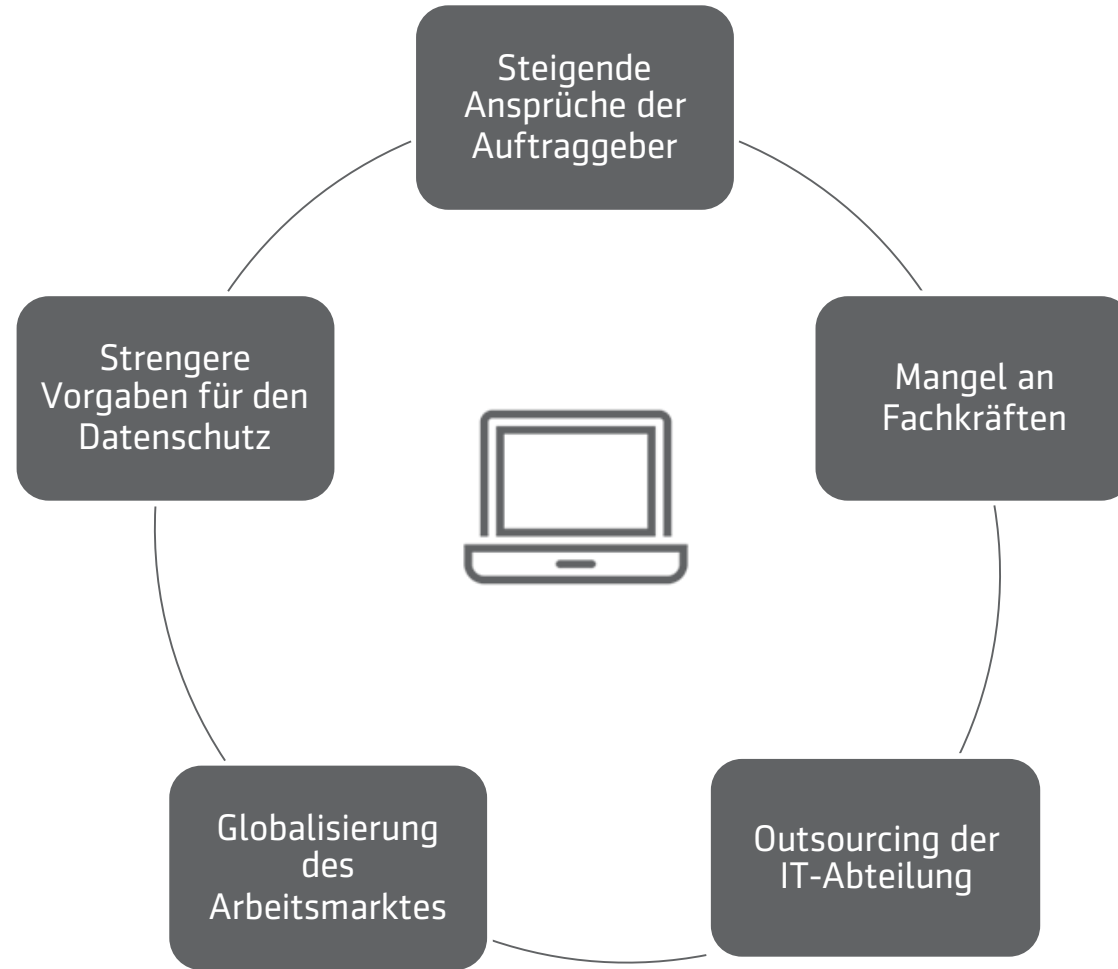 Steigende
Ansprüche der
Auftraggeber
Mangel an
Fachkräften
Outsourcing der
IT-Abteilung
Globalisierung
des
Arbeitsmarktes
Strengere
Vorgaben für den
Datenschutz